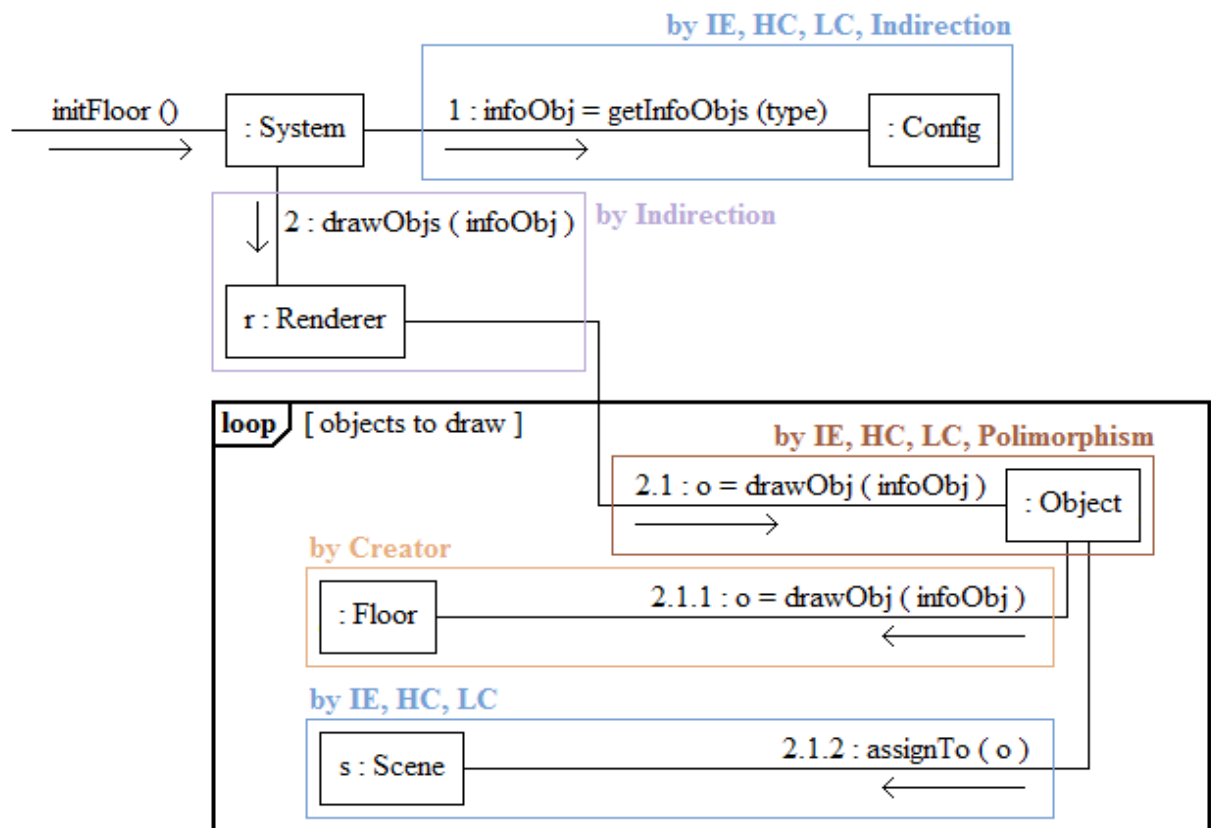 by IE, HC, LC, Indirection
initFloor ()
: System
1 : infoObj = getInfoObjs (type)
: Config
2 : drawObjs ( infoObj )
by Indirection
r : Renderer
loop [ objects to draw ]
by IE, HC, LC, Polimorphism
2.1 : o = drawObj ( infoObj )
: Object
by Creator
: Floor
2.1.1 : o = drawObj ( infoObj )
by IE, HC, LC
s : Scene
2.1.2 : assignTo ( o )